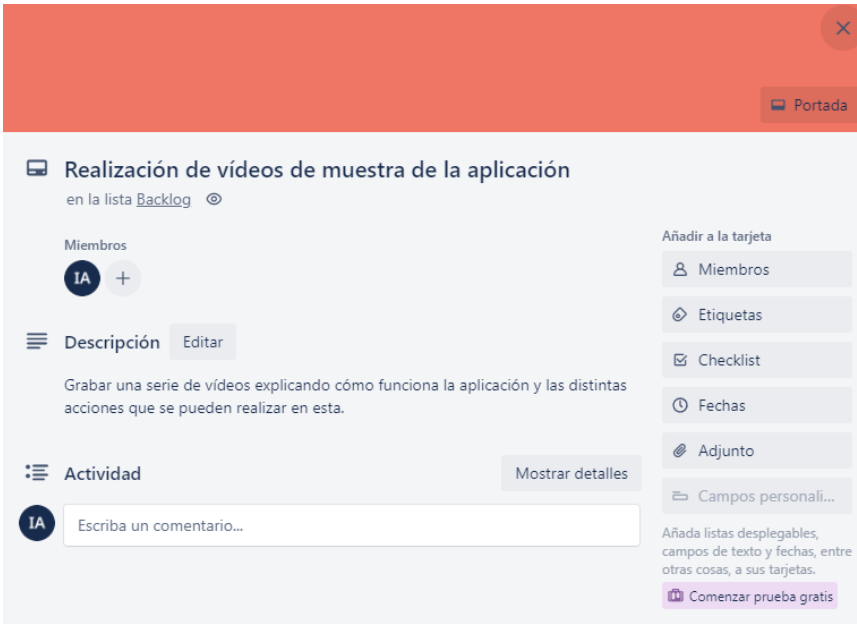 Portada
Realización de vídeos de muestra de la aplicación
en la lista Backlog
Miembros
IA
Descripción Editar
Grabar una serie de vídeos explicando cómo funciona la aplicación y las distintas
acciones que se pueden realizar en esta.
Actividad Mostrar detalles
IA Escriba un comentario...
Añadir a la tarjeta
Miembros
Etiquetas
Checklist
Fechas
Adjunto
Campos personali...
Añada listas desplegables,
campos de texto y fechas, entre
otras cosas, a sus tarjetas.
Comenzar prueba gratis